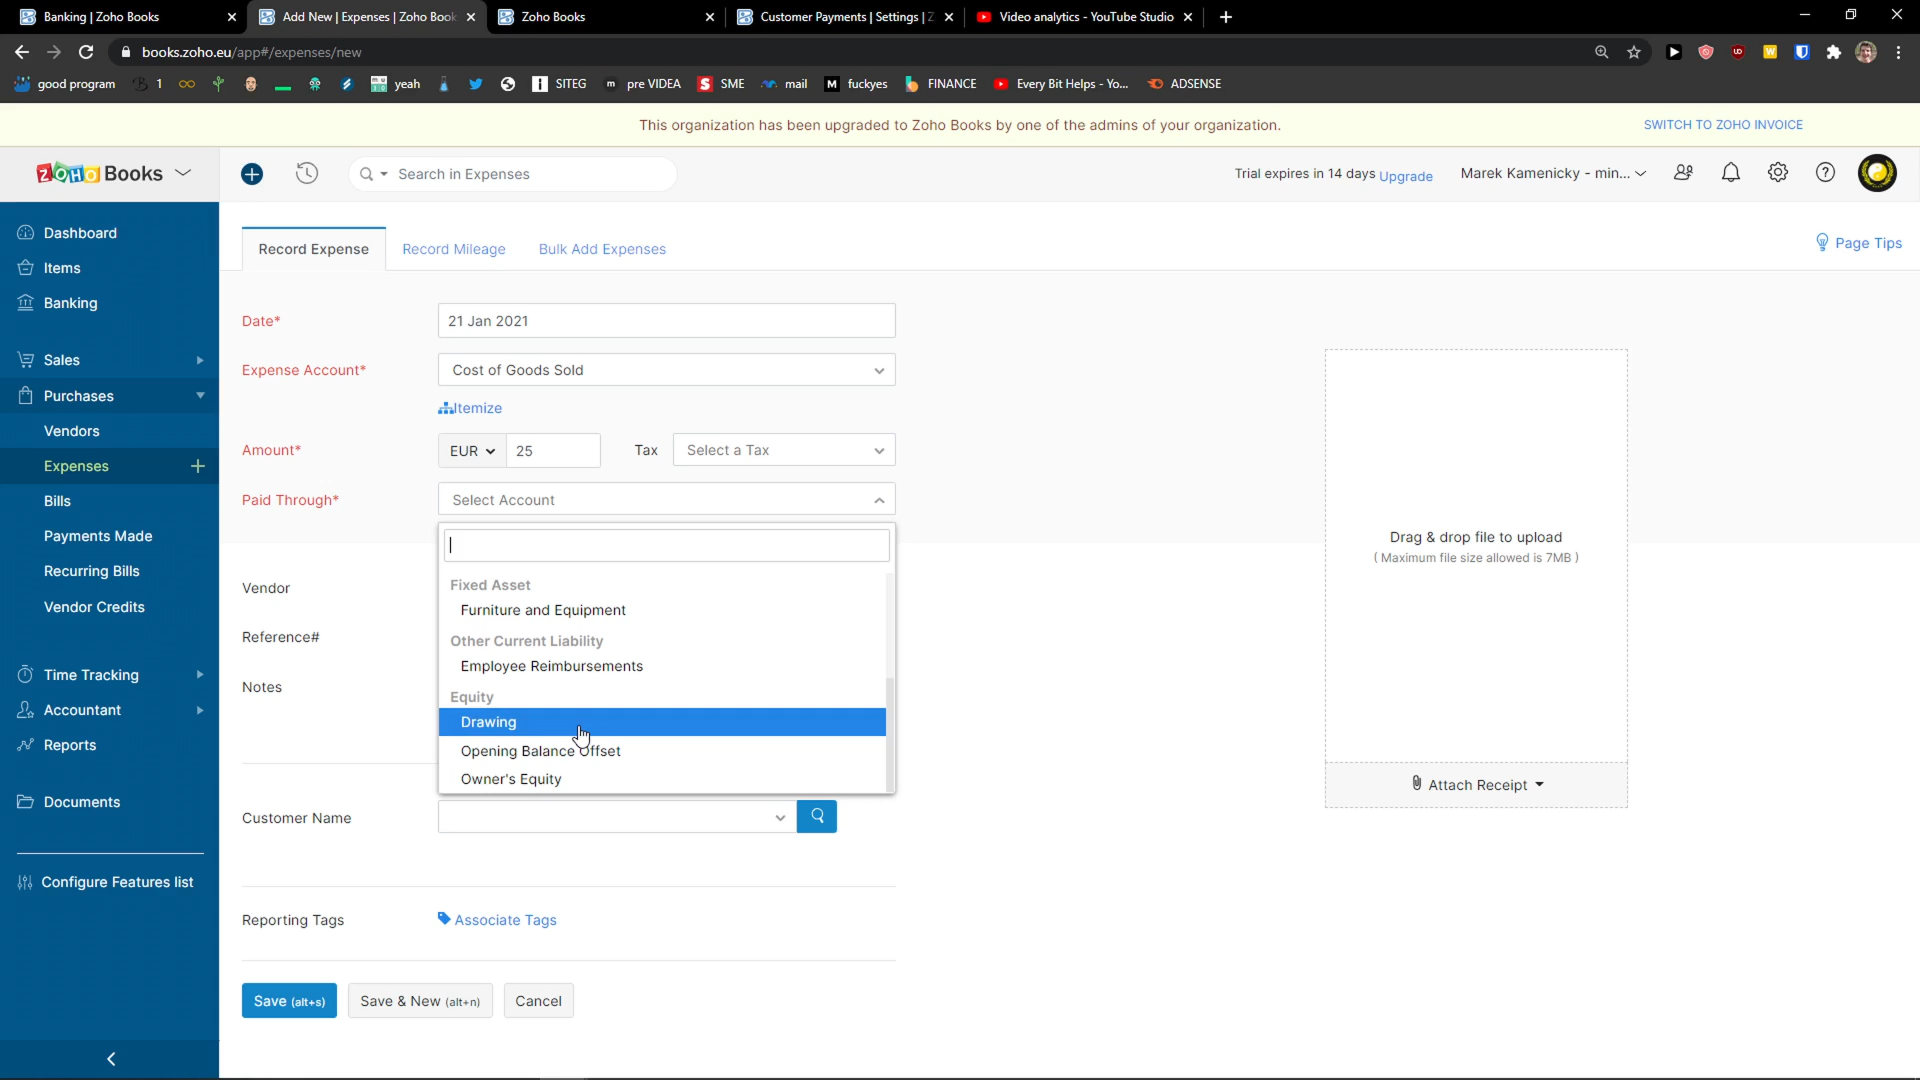 Banking | Zoho Books
Add New | Expenses | Zoho Book
Zoho Books
Customer Payments | Settings | Z
Video analytics - YouTube Studio
books.zoho.eu/app#/expenses/new
good program
1
yeah
SITEG
m pre VIDEA
S SME
mail
M fuckyes
FINANCE
Every Bit Helps - Yo...
ADSENSE
This organization has been upgraded to Zoho Books by one of the admins of your organization.
SWITCH TO ZOHO INVOICE
ZOHO Books
Search in Expenses
Trial expires in 14 days Upgrade
Marek Kamenicky - min...
Dashboard
Items
Banking
Sales
Purchases
Vendors
Expenses
Bills
Payments Made
Recurring Bills
Vendor Credits
Time Tracking
Accountant
Reports
Documents
Configure Features list
Record Expense
Record Mileage
Bulk Add Expenses
Page Tips
Date*
21 Jan 2021
Expense Account*
Cost of Goods Sold
Itemize
Amount*
EUR
25
Tax
Select a Tax
Paid Through*
Select Account
Fixed Asset
Furniture and Equipment
Other Current Liability
Employee Reimbursements
Equity
Drawing
Opening Balance Offset
Owner's Equity
Vendor
Reference#
Notes
Customer Name
Reporting Tags
Associate Tags
Save (alt+s)
Save & New (alt+n)
Cancel
Drag & drop file to upload
( Maximum file size allowed is 7MB )
Attach Receipt